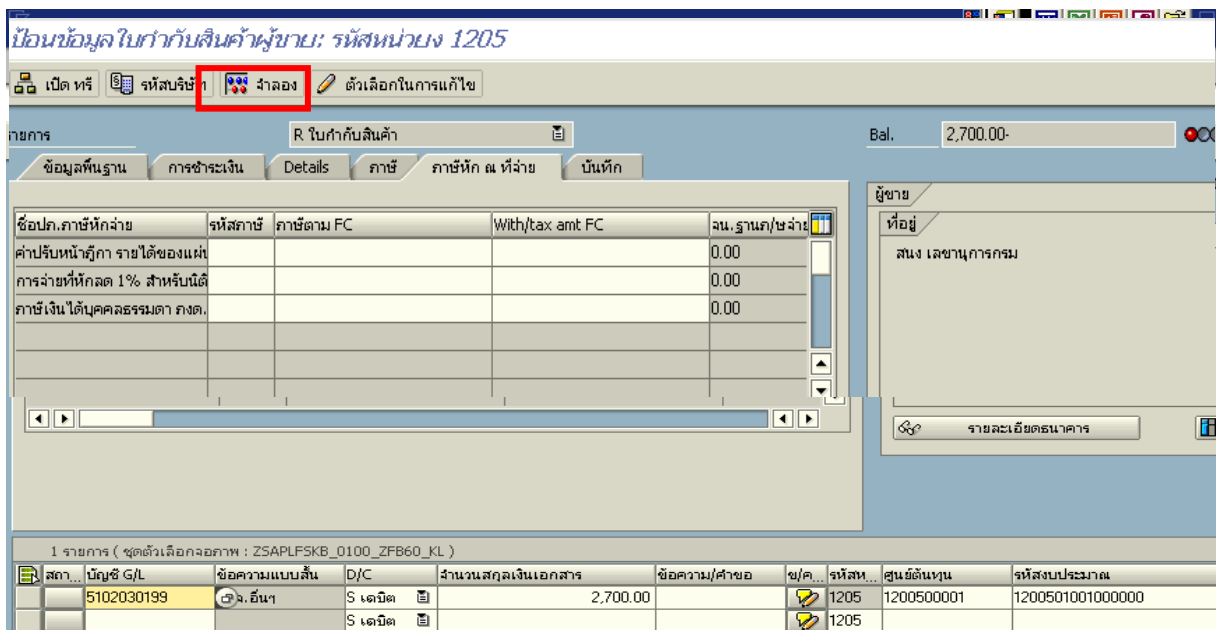 ป้อนข้อมูลใบกำกับสินค้าผู้ขาย: รหัสหน่วยง 1205
เปิด ทรี รหัสบริษัท จำลอง ตัวเลือกในการแก้ไข
ายการ R ใบกำกับสินค้า Bal. 2,700.00-
ข้อมูลพื้นฐาน การชำระเงิน Details ภาษี ภาษีหัก ณ ที่จ่าย บันทึก
ผู้ขาย
ชื่อปภ.ภาษีหักจ่าย รหัสภาษี ภาษีตาม FC With/tax amt FC จน.ฐานภ/ษจ่าย
ที่อยู่
ค่าปรับหน้าฎีกา รายได้ของแผ่น 0.00
สนง เลขานุการกรม
การจ่ายที่หักลด 1% สำหรับนิติ 0.00
ภาษีเงินได้บุคคลธรรมดา ภงด. 0.00
รายละเอียดธนาคาร
1 รายการ ( ชุดตัวเลือกจอภาพ : ZSAPLFSKB_0100_ZFB60_KL )
สถา... บัญชี G/L ข้อความแบบสั้น D/C จำนวนสกุลเงินเอกสาร ข้อความ/คำขอ ข/ค... รหัสห... ศูนย์ต้นทุน รหัสงบประมาณ
5102030199 จ.อื่นๆ S เดบิต 2,700.00 1205 1200500001 1200501001000000
S เดบิต 1205